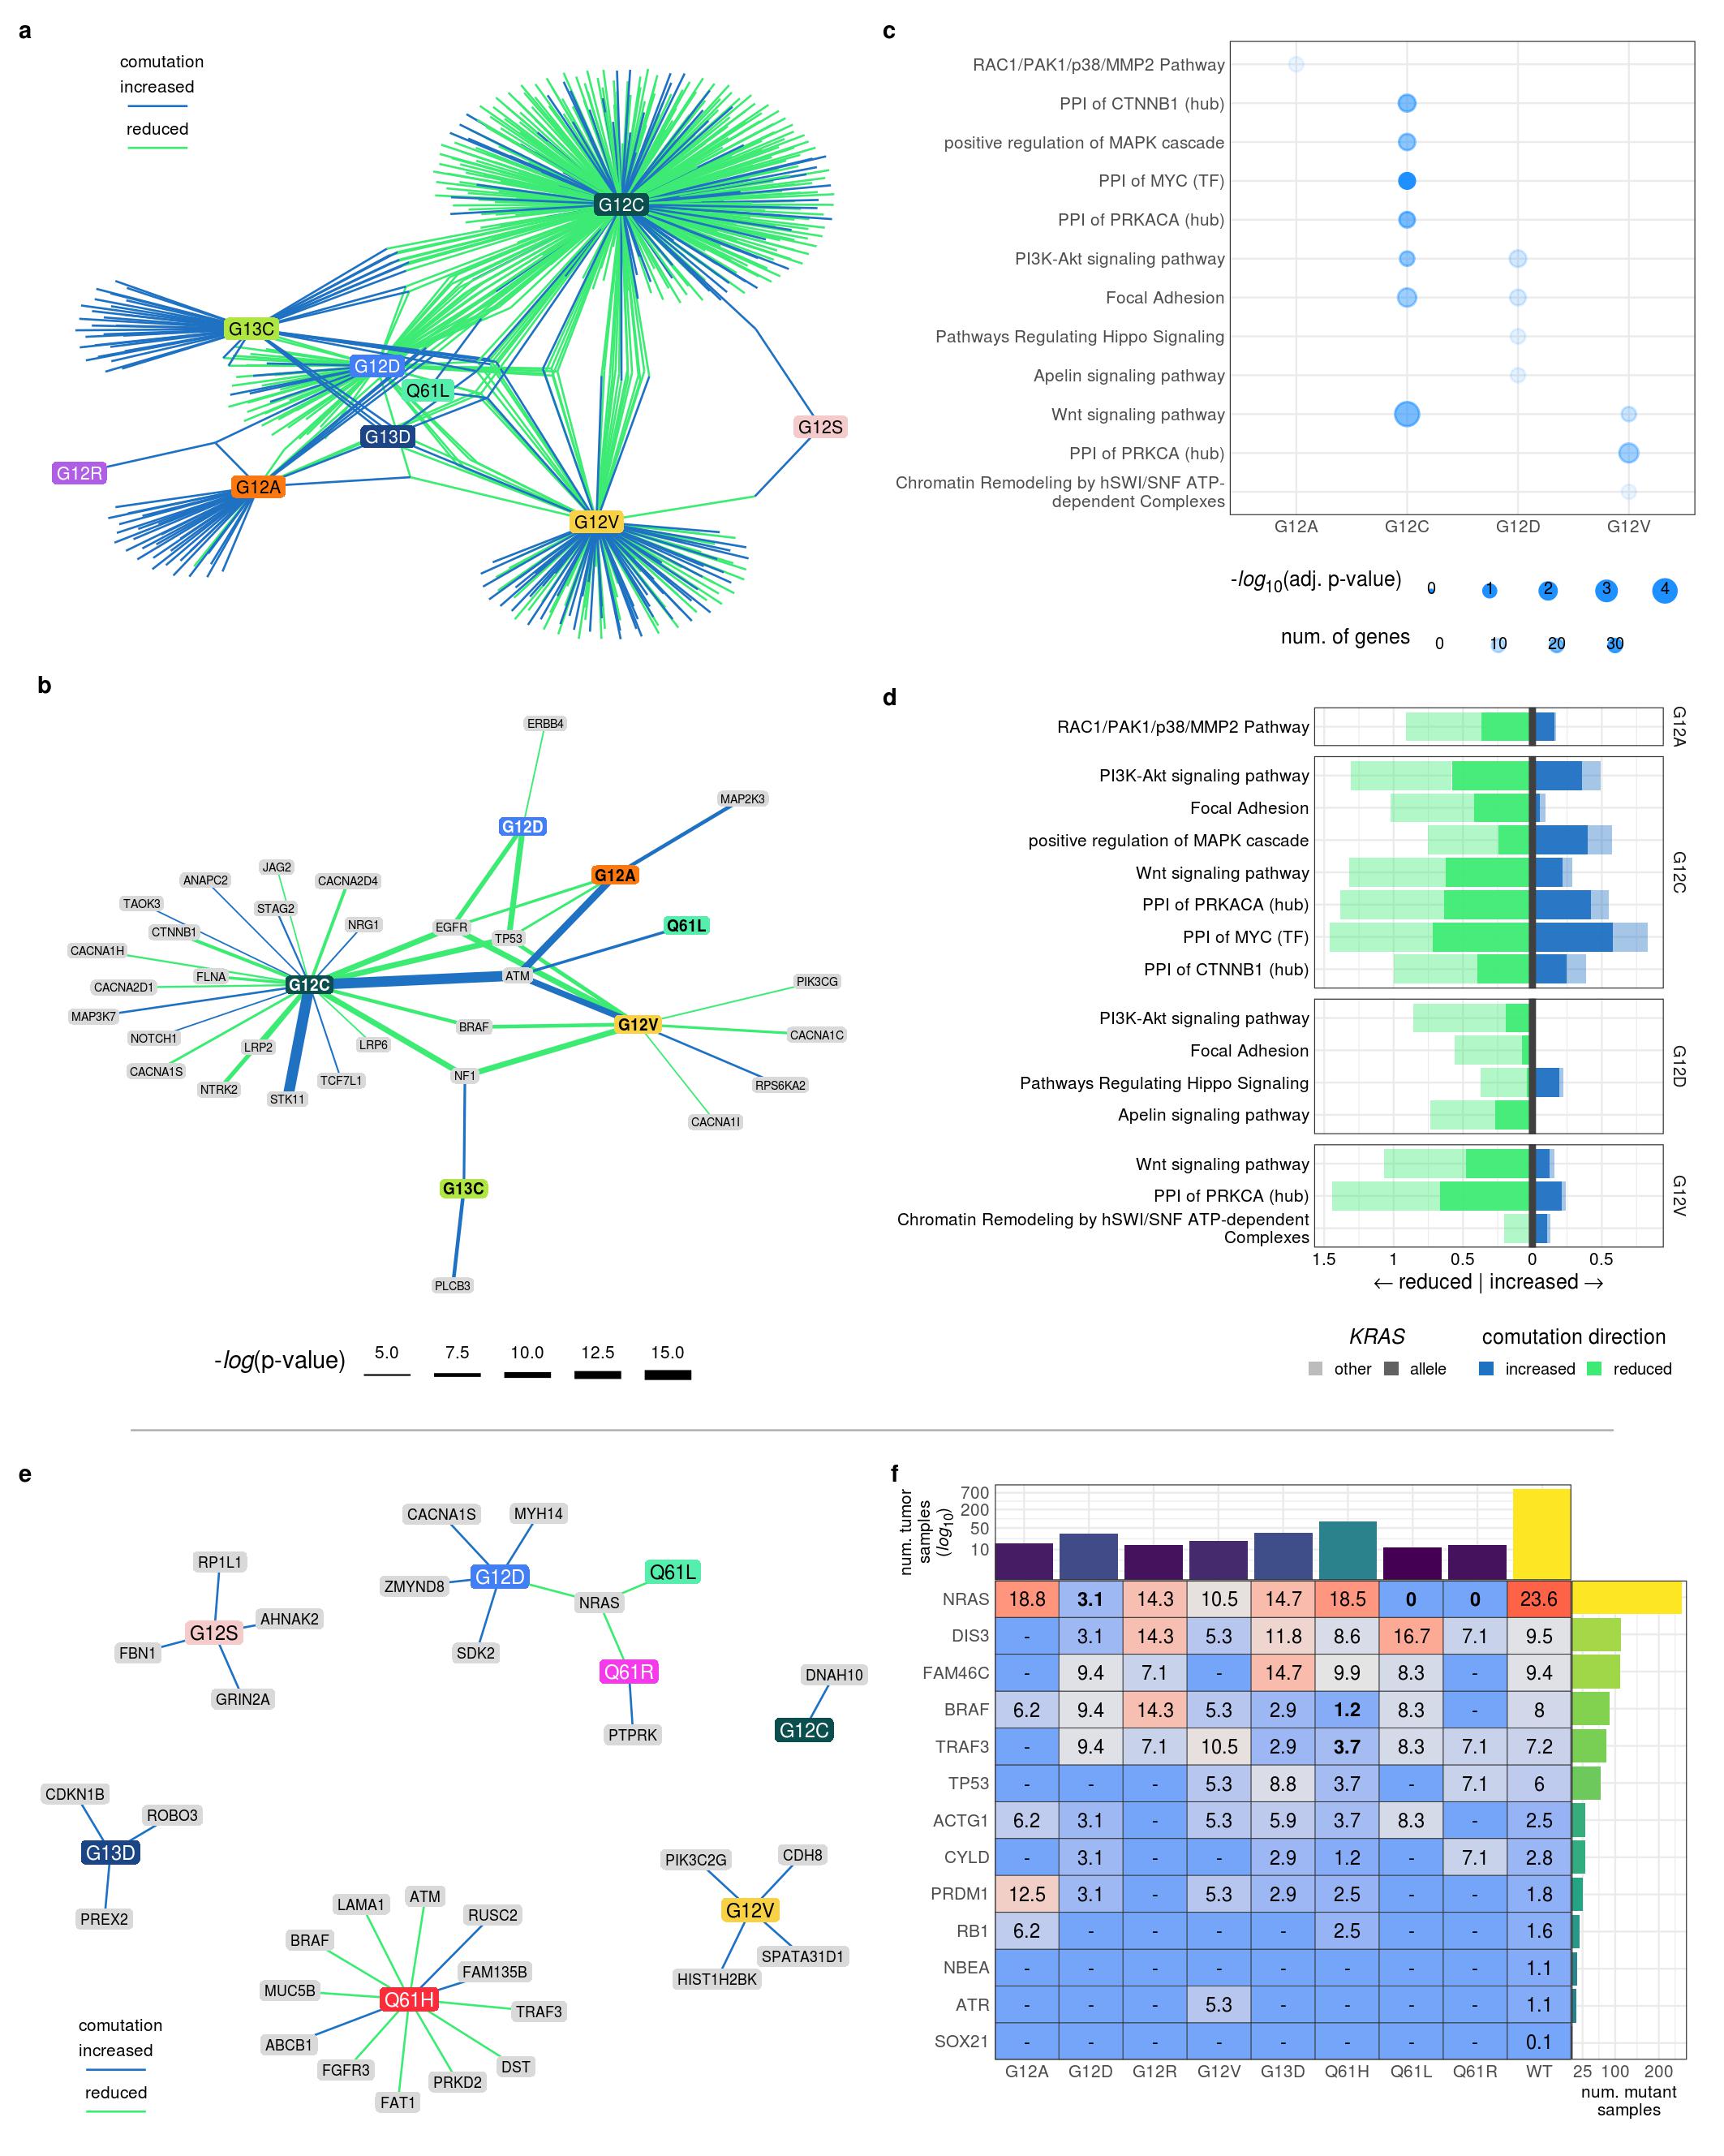 a
comutation
increased
reduced
G12C
G13C
G12D
Q61L
G13D
G12S
G12R
G12A
G12V
c
RAC1/PAK1/p38/MMP2 Pathway
PPI of CTNNB1 (hub)
positive regulation of MAPK cascade
PPI of MYC (TF)
PPI of PRKACA (hub)
PI3K-Akt signaling pathway
Focal Adhesion
Pathways Regulating Hippo Signaling
Apelin signaling pathway
Wnt signaling pathway
PPI of PRKCA (hub)
Chromatin Remodeling by hSWI/SNF ATP-
dependent Complexes
G12A G12C G12D G12V
-log10(adj. p-value) 0 1 2 3 4
num. of genes 0 10 20 30
b
ERBB4
MAP2K3
G12D
G12A
JAG2
ANAPC2
CACNA2D4
TAOK3
STAG2
NRG1
EGFR
Q61L
CTNNB1
TP53
CACNA1H
FLNA
ATM
G12C
CACNA2D1
PIK3CG
MAP3K7
BRAF
G12V
CACNA1C
NOTCH1
LRP2
LRP6
CACNA1S
NF1
TCF7L1
NTRK2
STK11
RPS6KA2
CACNA1I
G13C
PLCB3
-log(p-value) 5.0 7.5 10.0 12.5 15.0
d
RAC1/PAK1/p38/MMP2 Pathway
G12A
PI3K-Akt signaling pathway
Focal Adhesion
positive regulation of MAPK cascade
Wnt signaling pathway
PPI of PRKACA (hub)
PPI of MYC (TF)
PPI of CTNNB1 (hub)
G12C
PI3K-Akt signaling pathway
Focal Adhesion
Pathways Regulating Hippo Signaling
Apelin signaling pathway
G12D
Wnt signaling pathway
PPI of PRKCA (hub)
Chromatin Remodeling by hSWI/SNF ATP-dependent
Complexes
G12V
1.5 1 0.5 0 0.5
← reduced | increased →
KRAS comutation direction
other allele increased reduced
e
CACNA1S
MYH14
RP1L1
Q61L
G12D
ZMYND8
NRAS
AHNAK2
G12S
FBN1
SDK2
Q61R
DNAH10
GRIN2A
G12C
PTPRK
CDKN1B
ROBO3
G13D
PREX2
CDH8
PIK3C2G
G12V
SPATA31D1
HIST1H2BK
ATM
LAMA1
RUSC2
BRAF
FAM135B
MUC5B
Q61H
TRAF3
ABCB1
DST
FGFR3
PRKD2
FAT1
comutation
increased
reduced
f
num. tumor
samples
(log10)
700
200
50
10
NRAS 18.8 3.1 14.3 10.5 14.7 18.5 0 0 23.6
DIS3 - 3.1 14.3 5.3 11.8 8.6 16.7 7.1 9.5
FAM46C - 9.4 7.1 - 14.7 9.9 8.3 - 9.4
BRAF 6.2 9.4 14.3 5.3 2.9 1.2 8.3 - 8
TRAF3 - 9.4 7.1 10.5 2.9 3.7 8.3 7.1 7.2
TP53 - - - 5.3 8.8 3.7 - 7.1 6
ACTG1 6.2 3.1 - 5.3 5.9 3.7 8.3 - 2.5
CYLD - 3.1 - - 2.9 1.2 - 7.1 2.8
PRDM1 12.5 3.1 - 5.3 2.9 2.5 - - 1.8
RB1 6.2 - - - - 2.5 - - 1.6
NBEA - - - - - - - - 1.1
ATR - - - 5.3 - - - - 1.1
SOX21 - - - - - - - - 0.1
G12A G12D G12R G12V G13D Q61H Q61L Q61R WT 25 100 200
num. mutant
samples